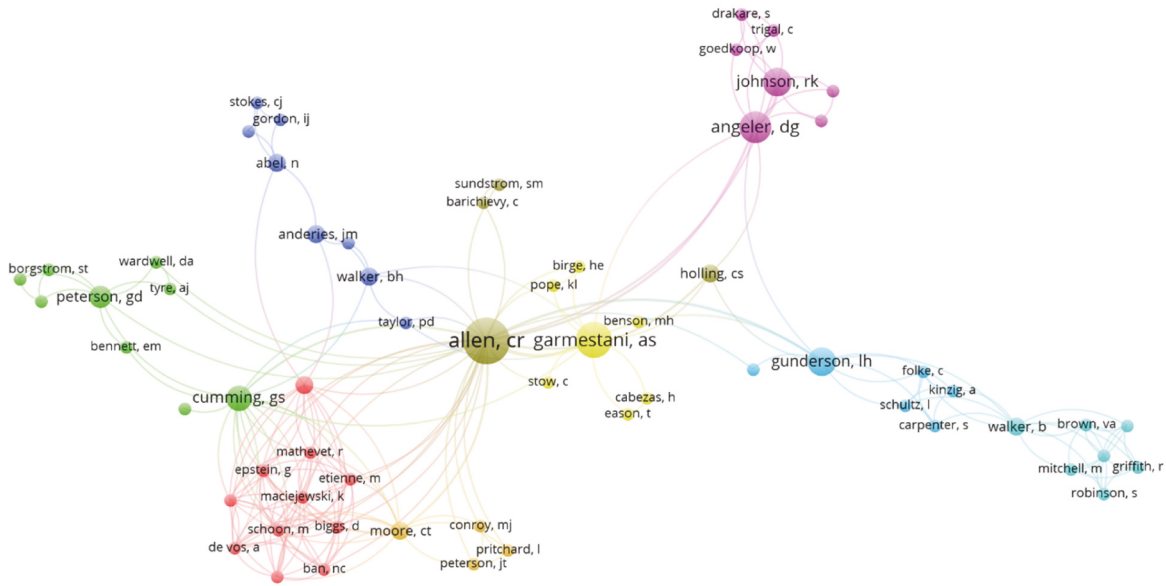 drakare, s
trigal, c
goedkoop, w
johnson, rk
angeler, dg
stokes, cj
gordon, ij
abel, n
sundstrom, sm
barichievy, c
anderies, jm
walker, bh
taylor, pd
wardwell, da
borgstrom, st
tyre, aj
peterson, gd
bennett, em
birge, he
pope, kl
holling, cs
benson, mh
allen, cr
garmestani, as
stow, c
cabezas, h
eason, t
gunderson, lh
folke, c
kinzig, a
schultz, l
carpenter, s
walker, b
brown, va
mitchell, m
griffith, r
robinson, s
cumming, gs
mathevet, r
epstein, g
etienne, m
maciejewski, k
schoon, m
biggs, d
de vos, a
ban, nc
moore, ct
conroy, mj
pritchard, l
peterson, jt